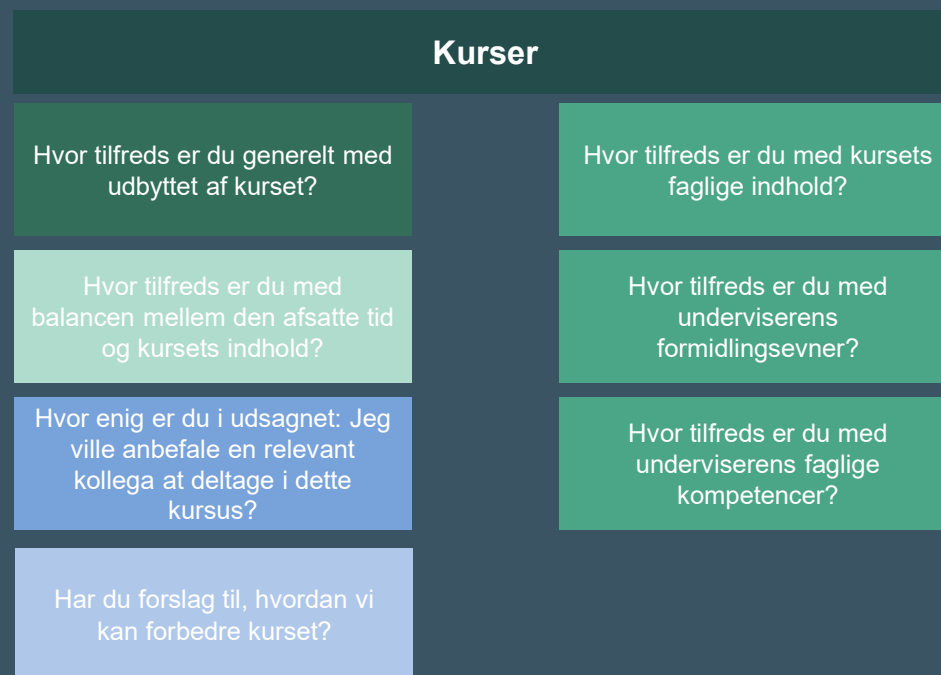 Kurser
Hvor tilfreds er du generelt med
udbyttet af kurset?
Hvor tilfreds er du med kursets
faglige indhold?
Hvor tilfreds er du med
balancen mellem den afsatte tid
og kursets indhold?
Hvor tilfreds er du med
underviserens
formidlingsevner?
Hvor enig er du i udsagnet: Jeg
ville anbefale en relevant
kollega at deltage i dette
kursus?
Hvor tilfreds er du med
underviserens faglige
kompetencer?
Har du forslag til, hvordan vi
kan forbedre kurset?